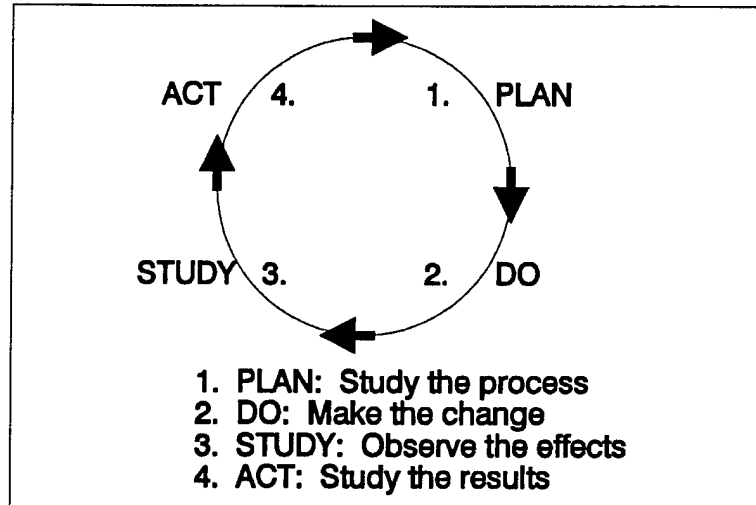 ACT 4. 1. PLAN
STUDY 3. 2. DO
1. PLAN: Study the process
2. DO: Make the change
3. STUDY: Observe the effects
4. ACT: Study the results